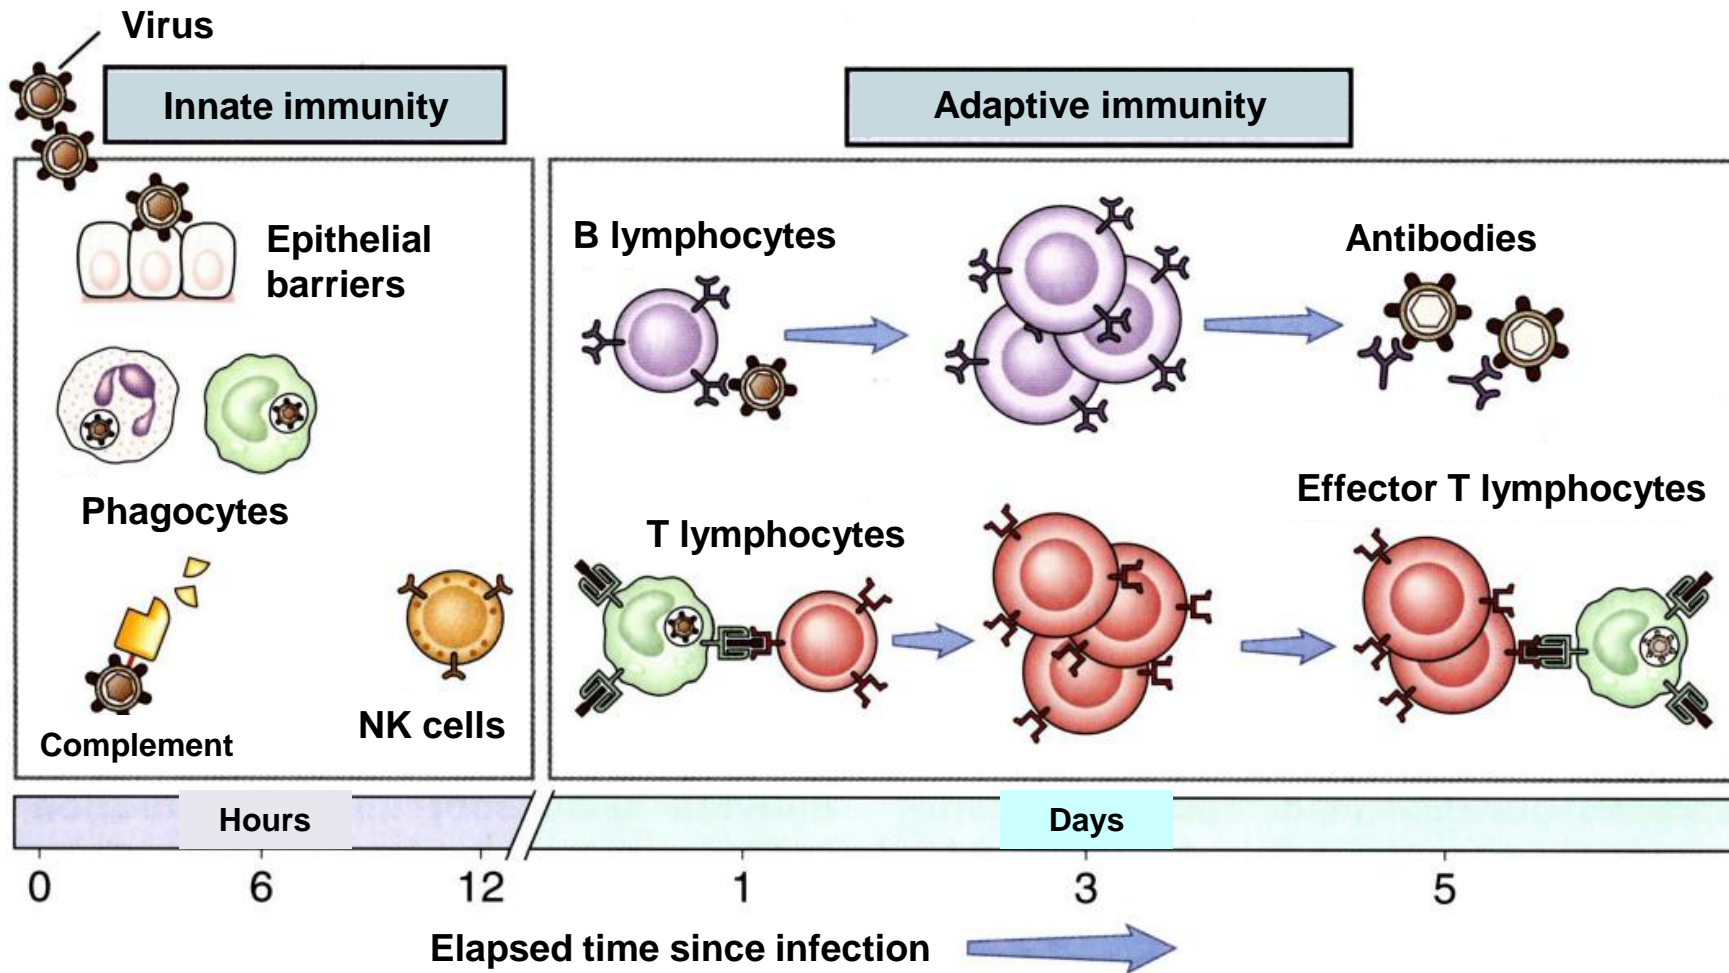 Virus
Innate immunity
Adaptive immunity
Epithelial
barriers
Phagocytes
Complement
NK cells
B lymphocytes
Antibodies
T lymphocytes
Effector T lymphocytes
Hours
Days
0
6
12
1
3
5
Elapsed time since infection